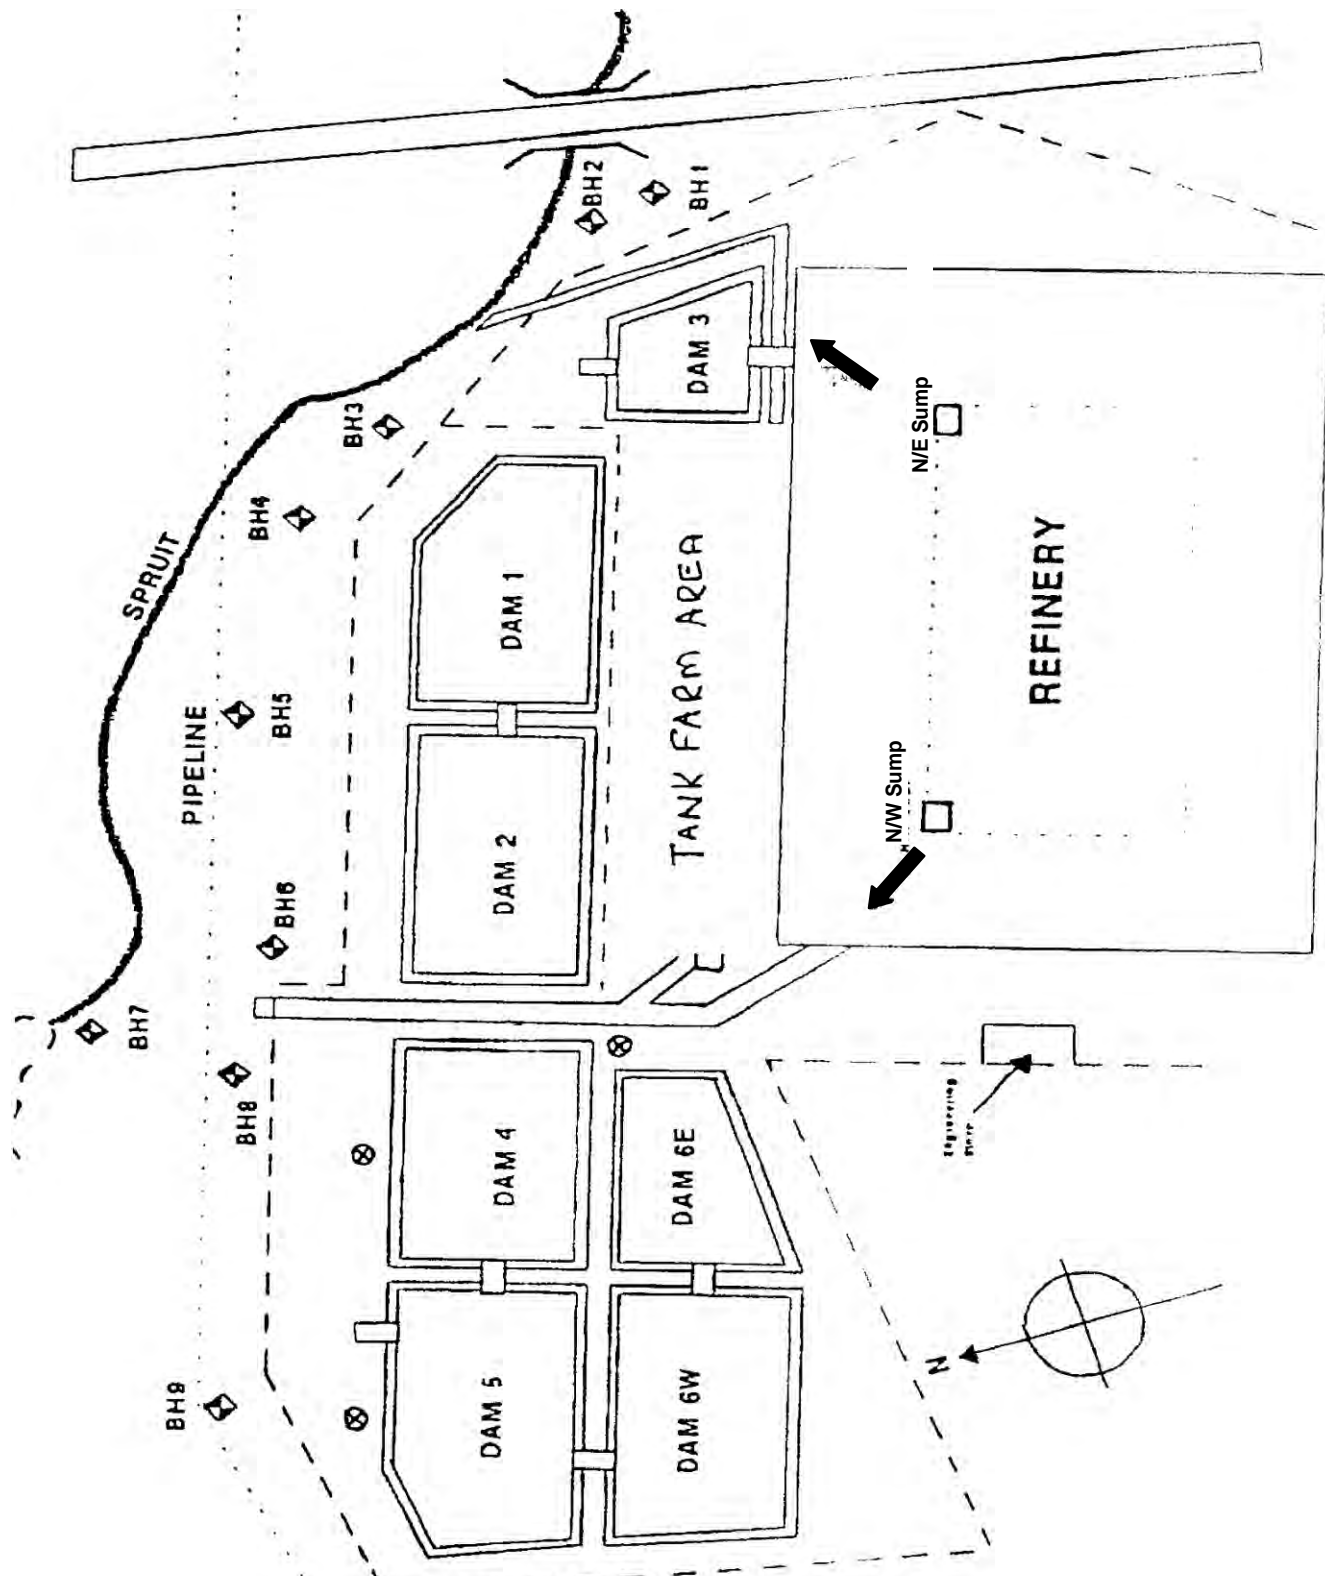 BH2
BH1
BH3
DAM 3
N/E Sump
BH4
SPRUIT
DAM 1
TANK FARM AREA
REFINERY
PIPELINE
BH5
N/W Sump
DAM 2
BH6
BH7
BH8
DAM 4
DAM 6E
Engineering
N
BH9
DAM 5
DAM 6W